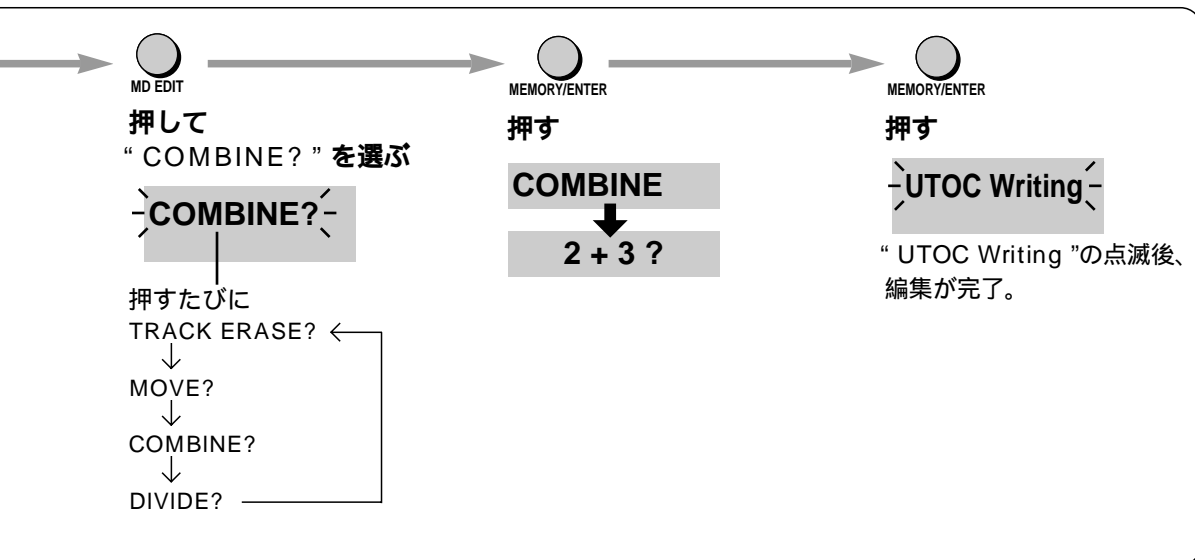 MD EDIT
押して
“ COMBINE? ” を選ぶ
COMBINE?
押すたびに
TRACK ERASE?
MOVE?
COMBINE?
DIVIDE?
MEMORY/ENTER
押す
COMBINE
2 + 3 ?
MEMORY/ENTER
押す
UTOC Writing
“ UTOC Writing ”の点滅後、
編集が完了。